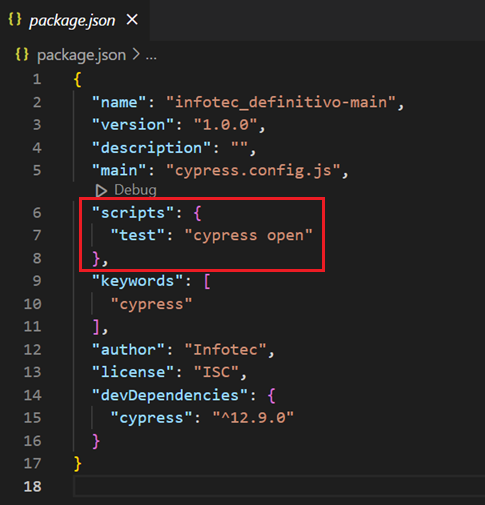 {} package.json ×
{} package.json > ...
1 {
2   "name": "infotec_definitivo-main",
3   "version": "1.0.0",
4   "description": "",
5   "main": "cypress.config.js",
▷ Debug
6   "scripts": {
7     "test": "cypress open"
8   },
9   "keywords": [
10     "cypress"
11   ],
12   "author": "Infotec",
13   "license": "ISC",
14   "devDependencies": {
15     "cypress": "^12.9.0"
16   }
17 }
18